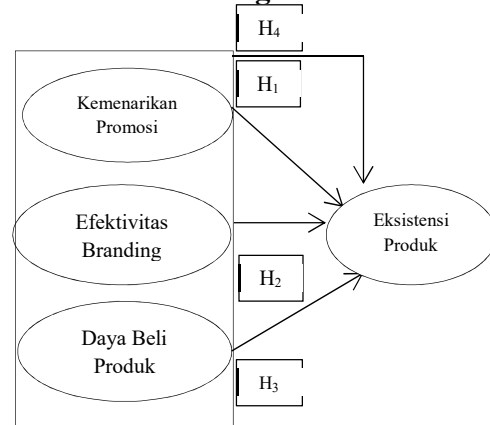 H₄
H₁
Kemenarikan
Promosi
Efektivitas
Branding
Eksistensi
Produk
H₂
Daya Beli
Produk
H₃